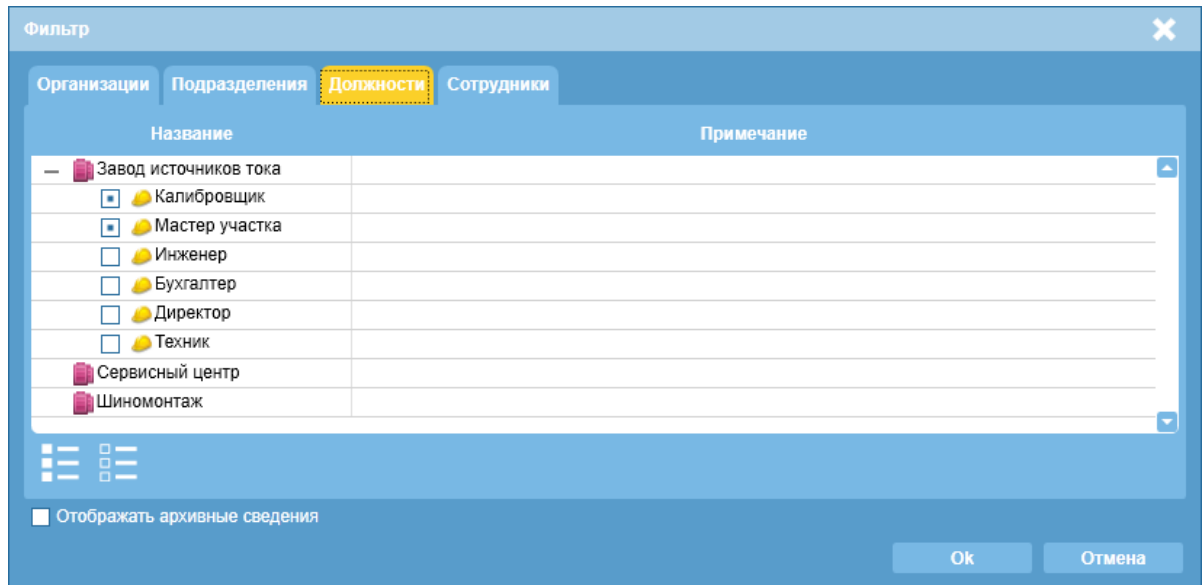 Фильтр
Организации Подразделения Должности Сотрудники
Название Примечание
Завод источников тока
Калибровщик
Мастер участка
Инженер
Бухгалтер
Директор
Техник
Сервисный центр
Шиномонтаж
Отображать архивные сведения
Ok Отмена